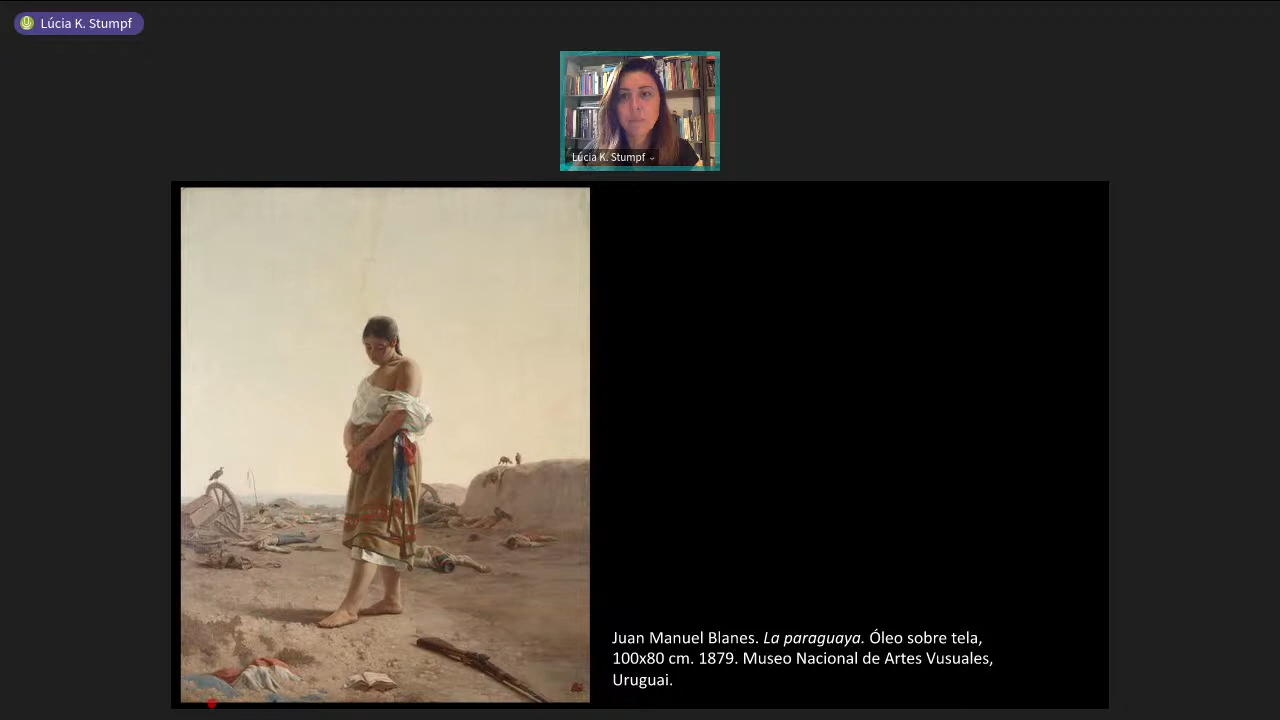 Lúcia K. Stumpf
Lúcia K. Stumpf
Juan Manuel Blanes. La paraguaya. Óleo sobre tela,
100x80 cm. 1879. Museo Nacional de Artes Vusuales,
Uruguai.